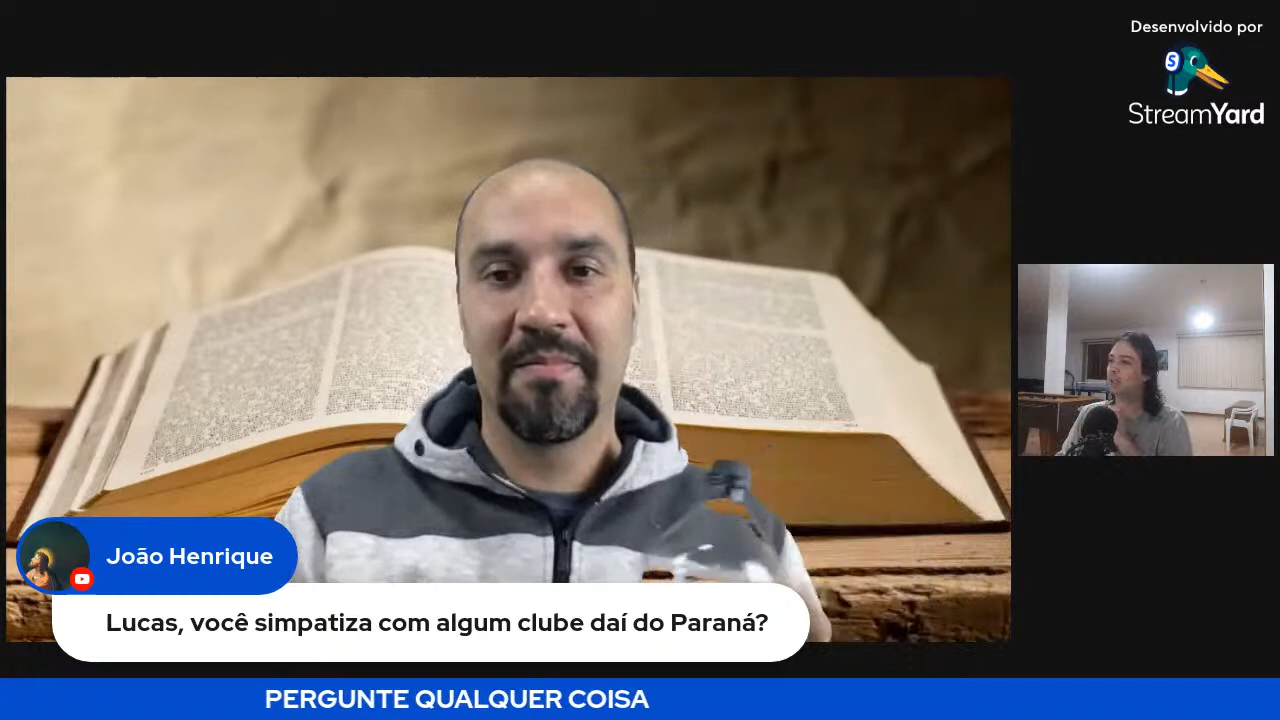 Desenvolvido por
S
StreamYard
João Henrique
Lucas, você simpatiza com algum clube daí do Paraná?
PERGUNTE QUALQUER COISA